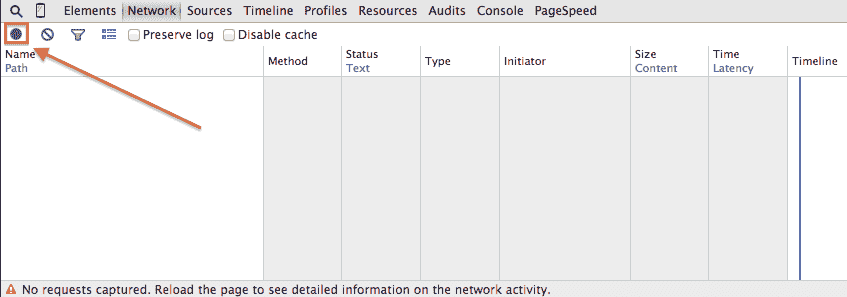 Elements Network Sources Timeline Profiles Resources Audits Console PageSpeed
Preserve log Disable cache
Name Method Status Type Initiator Size Time Timeline
Path Text Content Latency
No requests captured. Reload the page to see detailed information on the network activity.